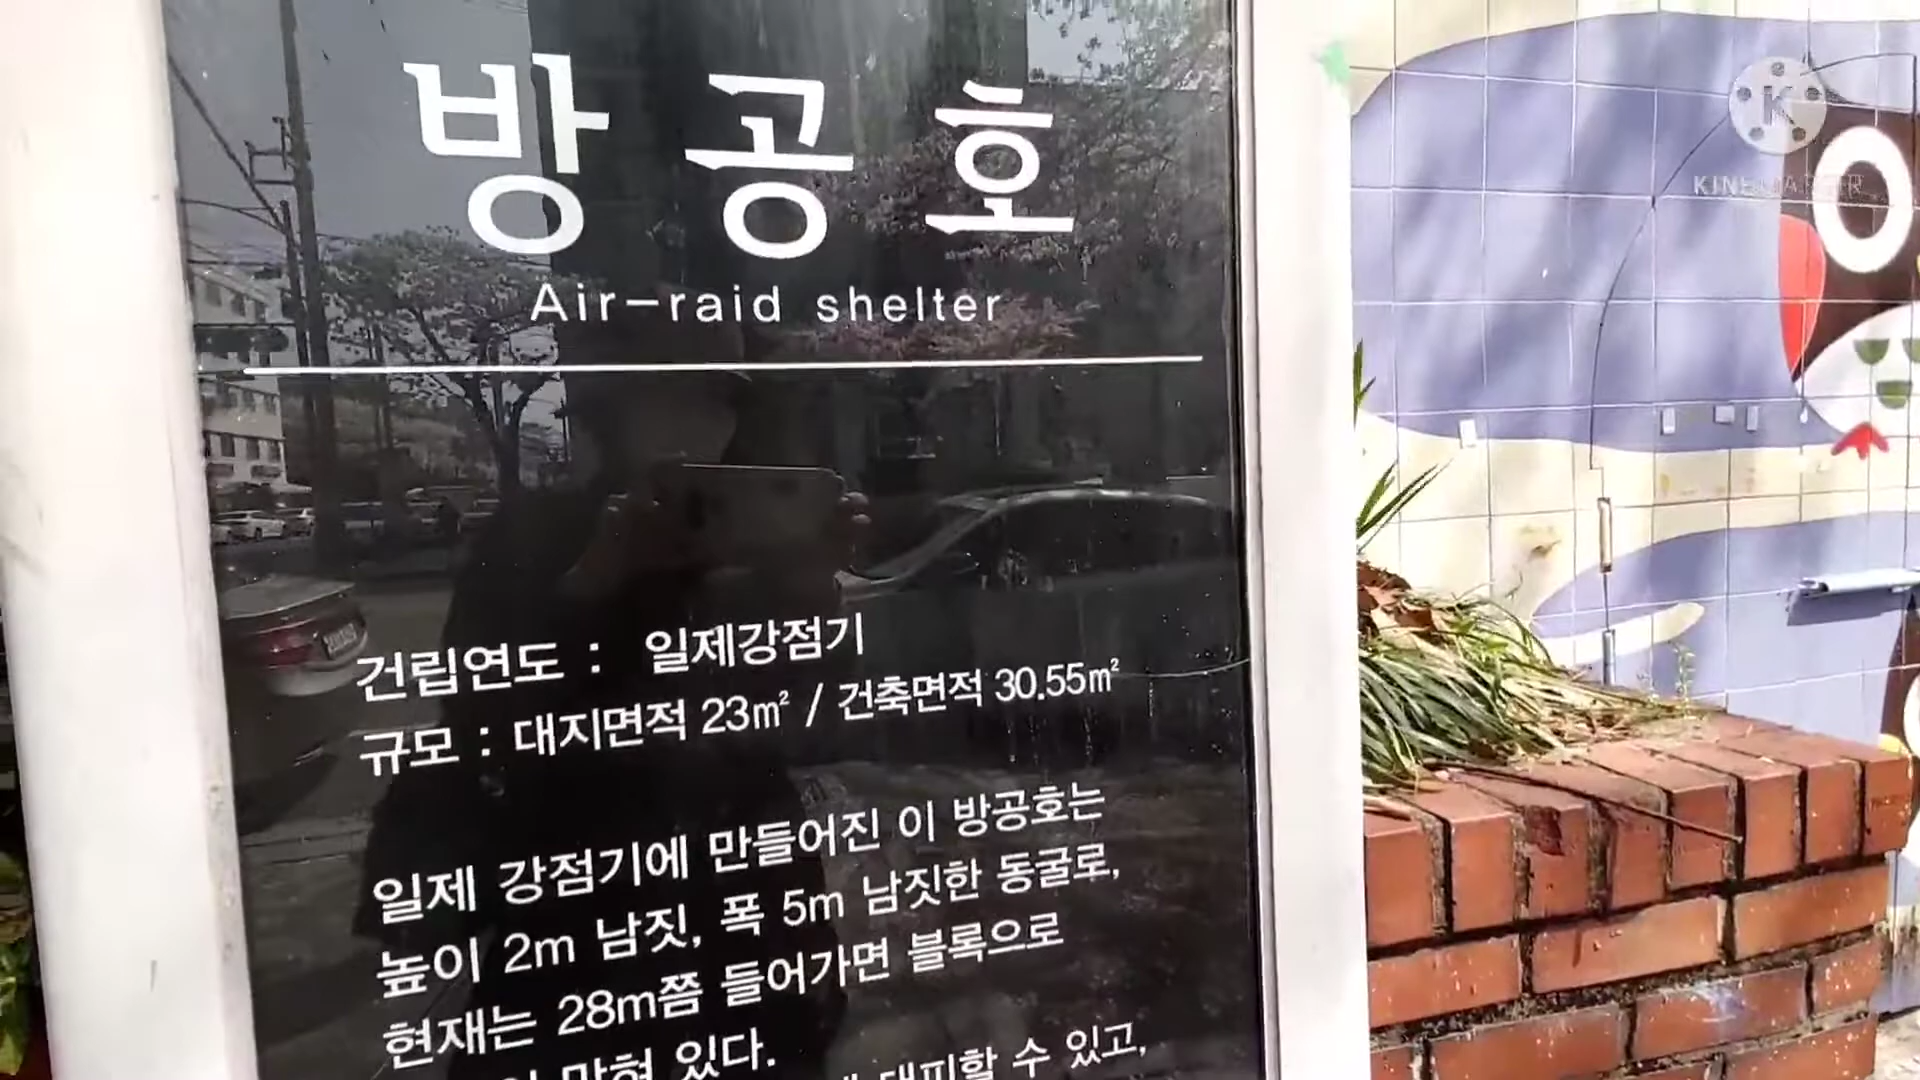 방공호
Air-raid shelter
건립연도 : 일제강점기
규모 : 대지면적 23㎡ / 건축면적 30.55㎡
일제 강점기에 만들어진 이 방공호는
높이 2m 남짓, 폭 5m 남짓한 동굴로,
현재는 28m쯤 들어가면 블록으로
막혀 있다.
대피할 수 있고,
KINEMASTER